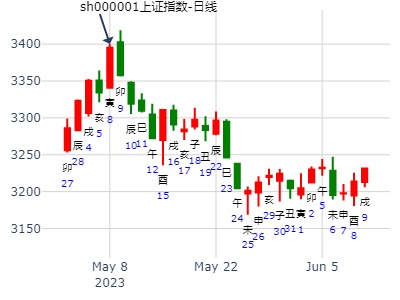 sh000001上证指数-日线
3400
3350
3300
3250
3200
3150
卯
27
辰
28
戌
4
亥
5
寅
8
卯
9
辰
10
巳
11
午
12
酉
15
戌
16
亥
17
子
18
丑
19
辰
22
巳
23
午
24
未
25
申
26
亥
29
子
30
丑
31
寅
1
卯
2
午
5
未
6
申
7
酉
8
戌
9
May 8
2023
May 22
Jun 5